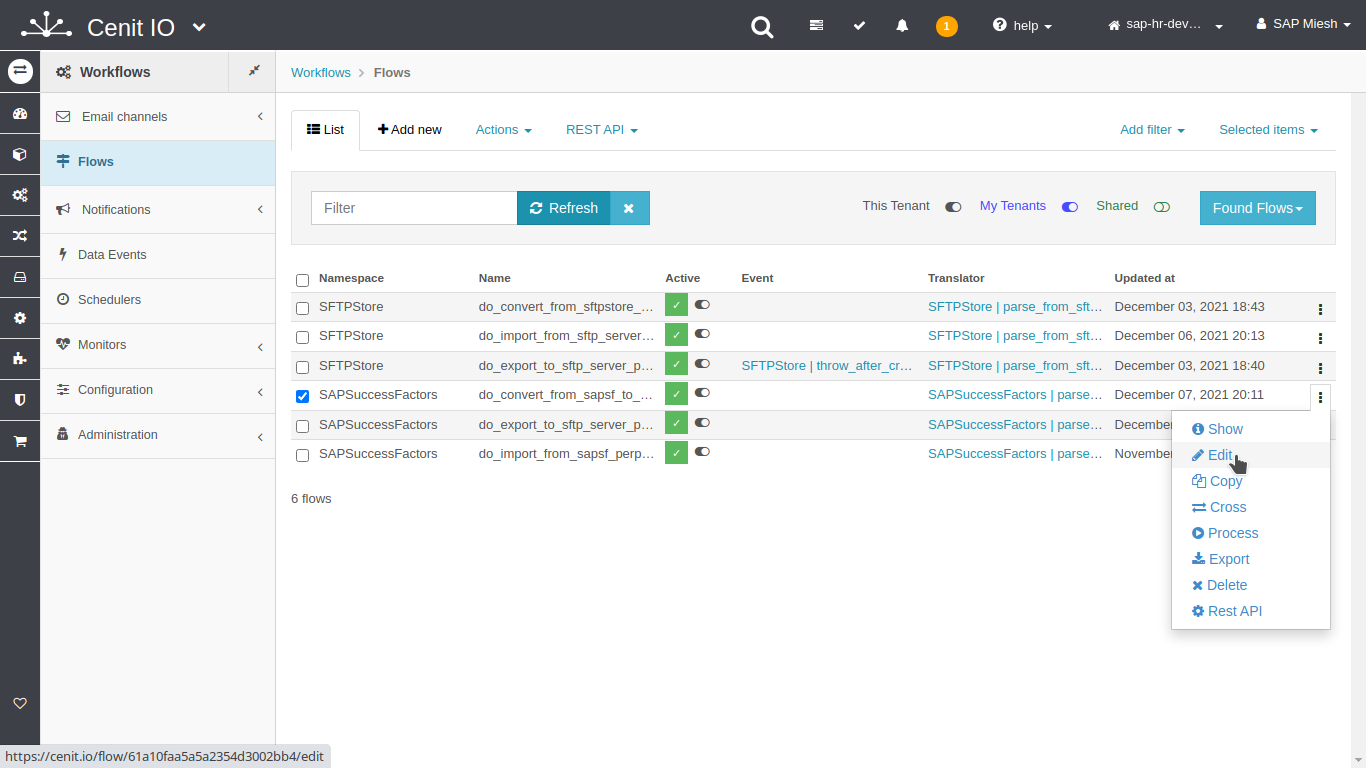 Cenit IO
1
help
sap-hr-dev...
SAP Miesh
Workflows
Email channels
Flows
Notifications
Data Events
Schedulers
Monitors
Configuration
Administration
Workflows > Flows
List
Add new
Actions
REST API
Add filter
Selected items
Filter
Refresh
This Tenant
My Tenants
Shared
Found Flows
Namespace Name Active Event Translator Updated at
SFTPStore do_convert_from_sftpstore_... SFTPStore | parse_from_sft... December 03, 2021 18:43
SFTPStore do_import_from_sftp_server... SFTPStore | parse_from_sft... December 06, 2021 20:13
SFTPStore do_export_to_sftp_server_p... SFTPStore | throw_after_cr... SFTPStore | parse_from_sft... December 03, 2021 18:40
SAPSuccessFactors do_convert_from_sapsf_to_... SAPSuccessFactors | parse... December 07, 2021 20:11
SAPSuccessFactors do_export_to_sftp_server_p... SAPSuccessFactors | parse... Decembe
SAPSuccessFactors do_import_from_sapsf_perp... SAPSuccessFactors | parse... Novembe
Show
Edit
Copy
Cross
Process
Export
Delete
Rest API
6 flows
https://cenit.io/flow/61a10faa5a5a2354d3002bb4/edit